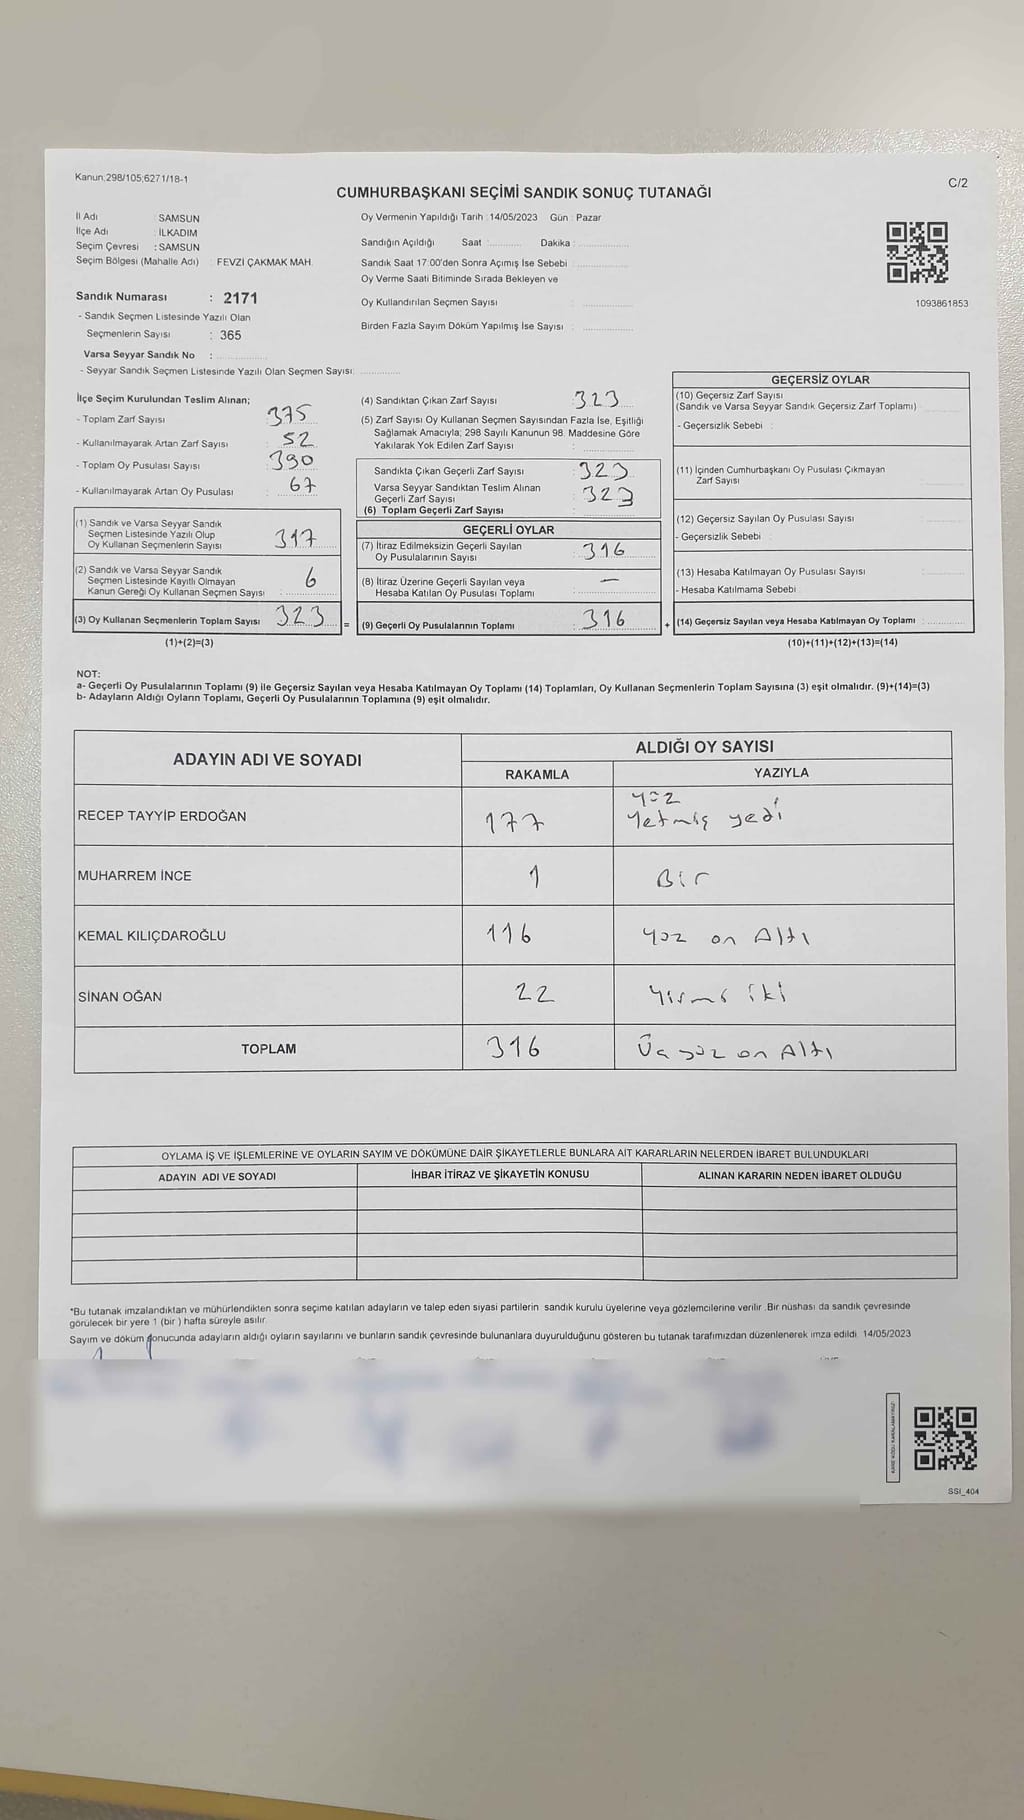 Kanun;298/105;6271/18-1
C/2
CUMHURBAŞKANI SEÇİMİ SANDIK SONUÇ TUTANAĞI
İl Adı : SAMSUN
İlçe Adı : İLKADIM
Seçim Çevresi : SAMSUN
Seçim Bölgesi (Mahalle Adı) : FEVZİ ÇAKMAK MAH.
Oy Vermenin Yapıldığı Tarih : 14/05/2023 Gün : Pazar
Sandığın Açıldığı Saat :........... Dakika :................
Sandık Saat 17:00'den Sonra Açımış İse Sebebi :................
Oy Verme Saati Bitiminde Sırada Bekleyen ve
Oy Kullandırılan Seçmen Sayısı : ................
Birden Fazla Sayım Döküm Yapılmış İse Sayısı : ................
1093861853
Sandık Numarası : 2171
- Sandık Seçmen Listesinde Yazılı Olan
Seçmenlerin Sayısı : 365
Varsa Seyyar Sandık No : ................
- Seyyar Sandık Seçmen Listesinde Yazılı Olan Seçmen Sayısı: .............
İlçe Seçim Kurulundan Teslim Alınan;
- Toplam Zarf Sayısı : 375
- Kullanılmayarak Artan Zarf Sayısı : 52
- Toplam Oy Pusulası Sayısı : 390
- Kullanılmayarak Artan Oy Pusulası : 67
(1) Sandık ve Varsa Seyyar Sandık
Seçmen Listesinde Yazılı Olup
Oy Kullanan Seçmenlerin Sayısı : 317
(2) Sandık ve Varsa Seyyar Sandık
Seçmen Listesinde Kayıtlı Olmayan
Kanun Gereği Oy Kullanan Seçmen Sayısı : 6
(3) Oy Kullanan Seçmenlerin Toplam Sayısı : 323
(1)+(2)=(3)
=
(4) Sandıktan Çıkan Zarf Sayısı : 323
(5) Zarf Sayısı Oy Kullanan Seçmen Sayısından Fazla İse, Eşitliği
Sağlamak Amacıyla; 298 Sayılı Kanunun 98. Maddesine Göre
Yakılarak Yok Edilen Zarf Sayısı :
Sandıkta Çıkan Geçerli Zarf Sayısı : 323
Varsa Seyyar Sandıktan Teslim Alınan
Geçerli Zarf Sayısı : 323
(6) Toplam Geçerli Zarf Sayısı :
GEÇERLİ OYLAR
(7) İtiraz Edilmeksizin Geçerli Sayılan
Oy Pusulalarının Sayısı : 316
(8) İtiraz Üzerine Geçerli Sayılan veya
Hesaba Katılan Oy Pusulası Toplamı : —
(9) Geçerli Oy Pusulalarının Toplamı : 316
+
GEÇERSİZ OYLAR
(10) Geçersiz Zarf Sayısı
(Sandık ve Varsa Seyyar Sandık Geçersiz Zarf Toplamı) :
- Geçersizlik Sebebi :
(11) İçinden Cumhurbaşkanı Oy Pusulası Çıkmayan
Zarf Sayısı :
(12) Geçersiz Sayılan Oy Pusulası Sayısı :
- Geçersizlik Sebebi :
(13) Hesaba Katılmayan Oy Pusulası Sayısı :
- Hesaba Katılmama Sebebi :
(14) Geçersiz Sayılan veya Hesaba Katılmayan Oy Toplamı :
(10)+(11)+(12)+(13)=(14)
NOT:
a- Geçerli Oy Pusulalarının Toplamı (9) ile Geçersiz Sayılan veya Hesaba Katılmayan Oy Toplamı (14) Toplamları, Oy Kullanan Seçmenlerin Toplam Sayısına (3) eşit olmalıdır. (9)+(14)=(3)
b- Adayların Aldığı Oyların Toplamı, Geçerli Oy Pusulalarının Toplamına (9) eşit olmalıdır.
ADAYIN ADI VE SOYADI
ALDIĞI OY SAYISI
RAKAMLA YAZIYLA
RECEP TAYYİP ERDOĞAN 177 yüz yetmiş yedi
MUHARREM İNCE 1 Bir
KEMAL KILIÇDAROĞLU 116 yüz on Altı
SİNAN OĞAN 22 Yirmi iki
TOPLAM 316 Üç yüz on Altı
OYLAMA İŞ VE İŞLEMLERİNE VE OYLARIN SAYIM VE DÖKÜMÜNE DAİR ŞİKAYETLERLE BUNLARA AİT KARARLARIN NELERDEN İBARET BULUNDUKLARI
ADAYIN ADI VE SOYADI İHBAR İTİRAZ VE ŞİKAYETİN KONUSU ALINAN KARARIN NEDEN İBARET OLDUĞU
*Bu tutanak imzalandıktan ve mühürlendikten sonra seçime katılan adayların ve talep eden siyasi partilerin sandık kurulu üyelerine veya gözlemcilerine verilir. Bir nüshası da sandık çevresinde
görülecek bir yere 1 (bir ) hafta süreyle asılır.
Sayım ve döküm sonucunda adayların aldığı oyların sayılarını ve bunların sandık çevresinde bulunanlara duyurulduğunu gösteren bu tutanak tarafımızdan düzenlenerek imza edildi. 14/05/2023
SSI_404